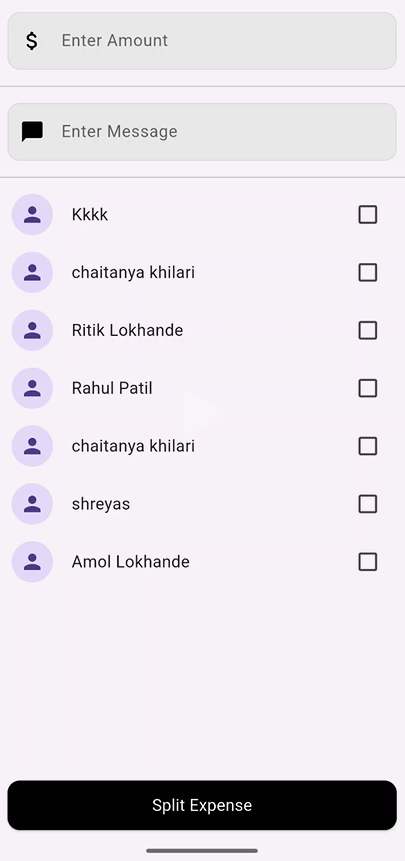 Enter Amount
Enter Message
Kkkk
chaitanya khilari
Ritik Lokhande
Rahul Patil
chaitanya khilari
shreyas
Amol Lokhande
Split Expense